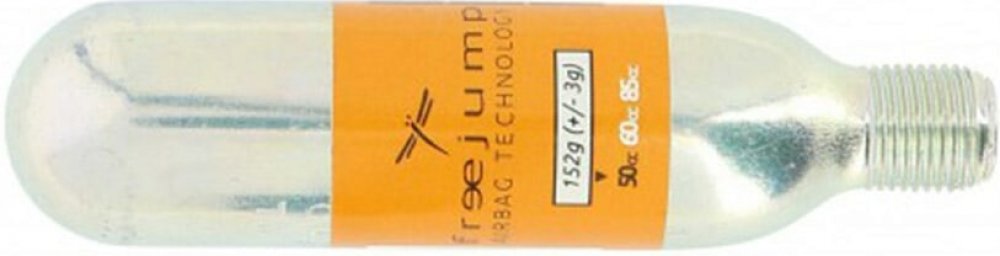 freejump
AIRBAG TECHNOLOGY
152g (+/- 3g)
50cc 60cc 85cc